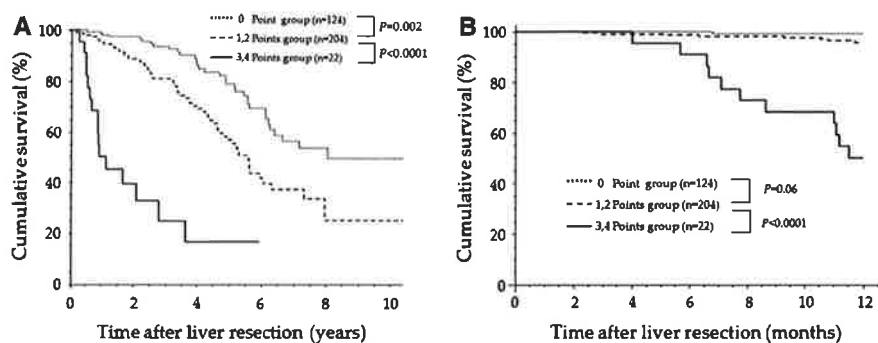 A
0 Point group (n=124)
1,2 Points group (n=204)
3,4 Points group (n=22)
P=0.002
P<0.0001
Cumulative survival (%)
100
80
60
40
20
0
0 2 4 6 8 10
Time after liver resection (years)
B
Cumulative survival (%)
100
80
60
40
20
0
0 Point group (n=124)
1,2 Points group (n=204)
3,4 Points group (n=22)
P=0.06
P<0.0001
0 2 4 6 8 10 12
Time after liver resection (months)